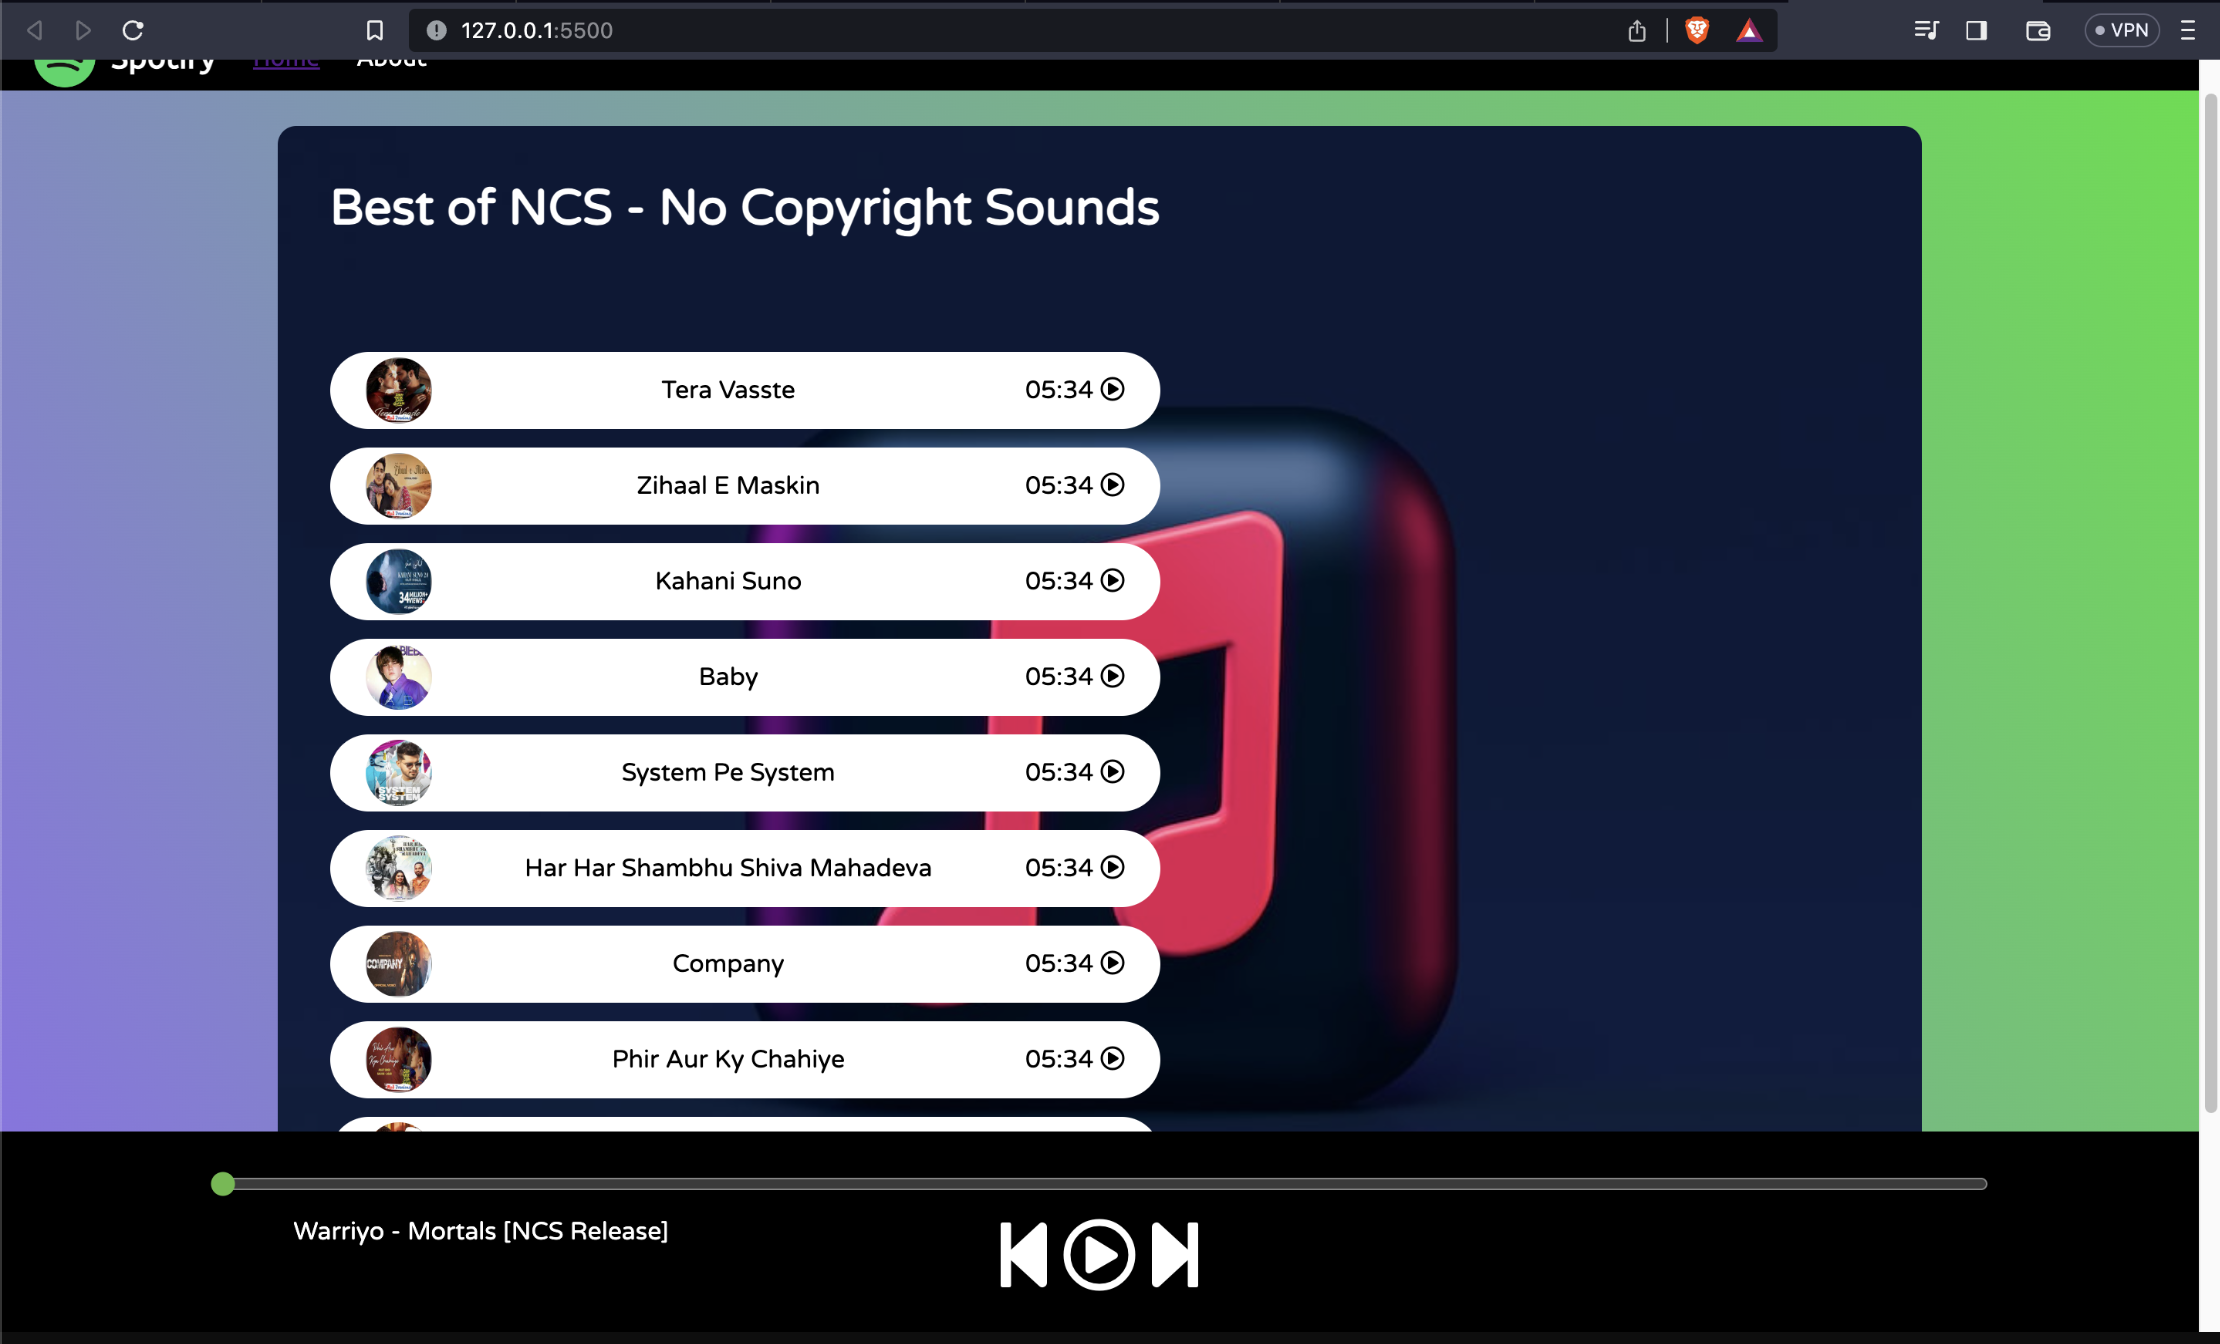 127.0.0.1:5500
VPN
Spotify Home About
Best of NCS - No Copyright Sounds
Tera Vasste 05:34
Zihaal E Maskin 05:34
Kahani Suno 05:34
Baby 05:34
System Pe System 05:34
Har Har Shambhu Shiva Mahadeva 05:34
COMPANY
Company 05:34
Phir Aur Ky Chahiye 05:34
Warriyo - Mortals [NCS Release]